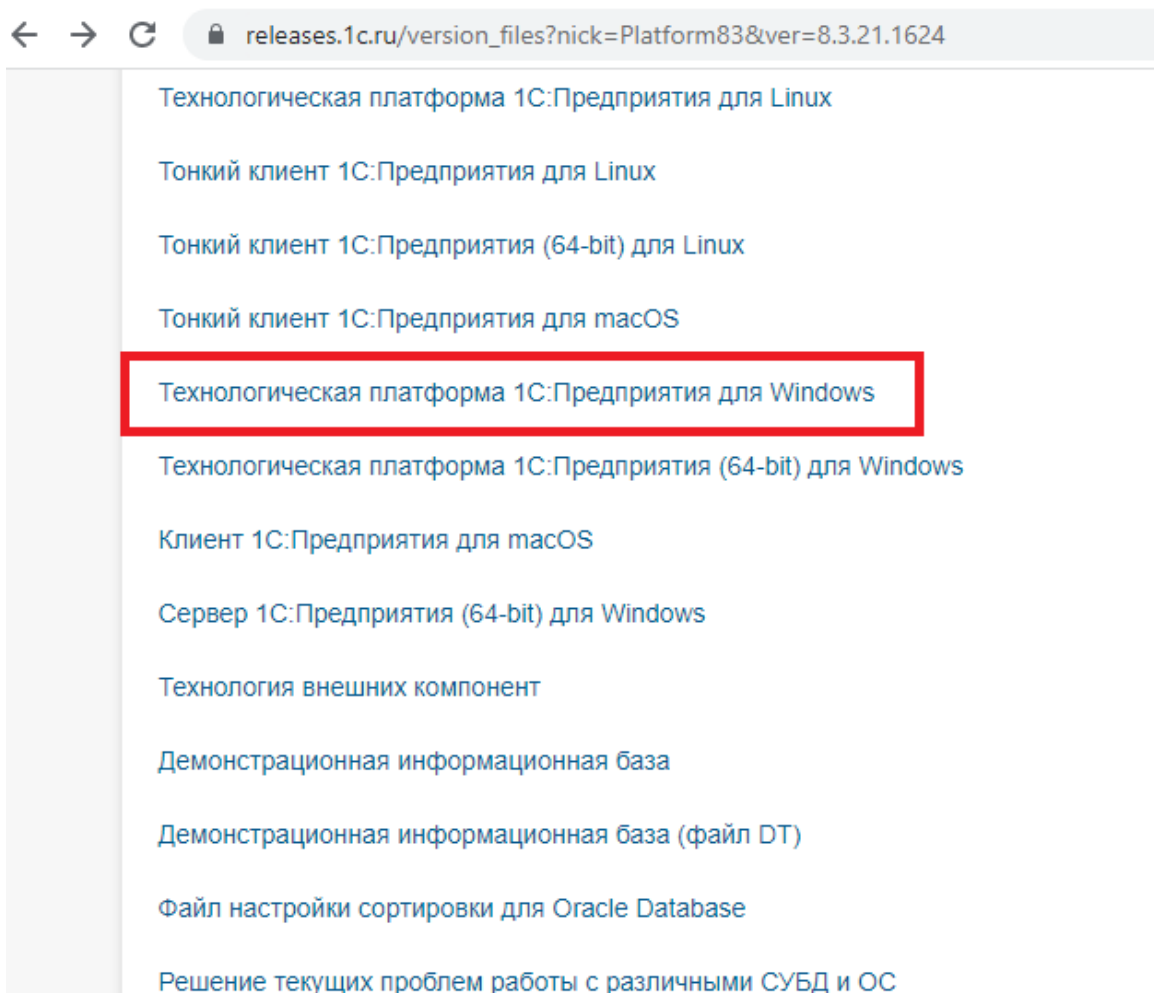 releases.1c.ru/version_files?nick=Platform83&ver=8.3.21.1624
Технологическая платформа 1С:Предприятия для Linux
Тонкий клиент 1С:Предприятия для Linux
Тонкий клиент 1С:Предприятия (64-bit) для Linux
Тонкий клиент 1С:Предприятия для macOS
Технологическая платформа 1С:Предприятия для Windows
Технологическая платформа 1С:Предприятия (64-bit) для Windows
Клиент 1С:Предприятия для macOS
Сервер 1С:Предприятия (64-bit) для Windows
Технология внешних компонент
Демонстрационная информационная база
Демонстрационная информационная база (файл DT)
Файл настройки сортировки для Oracle Database
Решение текущих проблем работы с различными СУБД и ОС